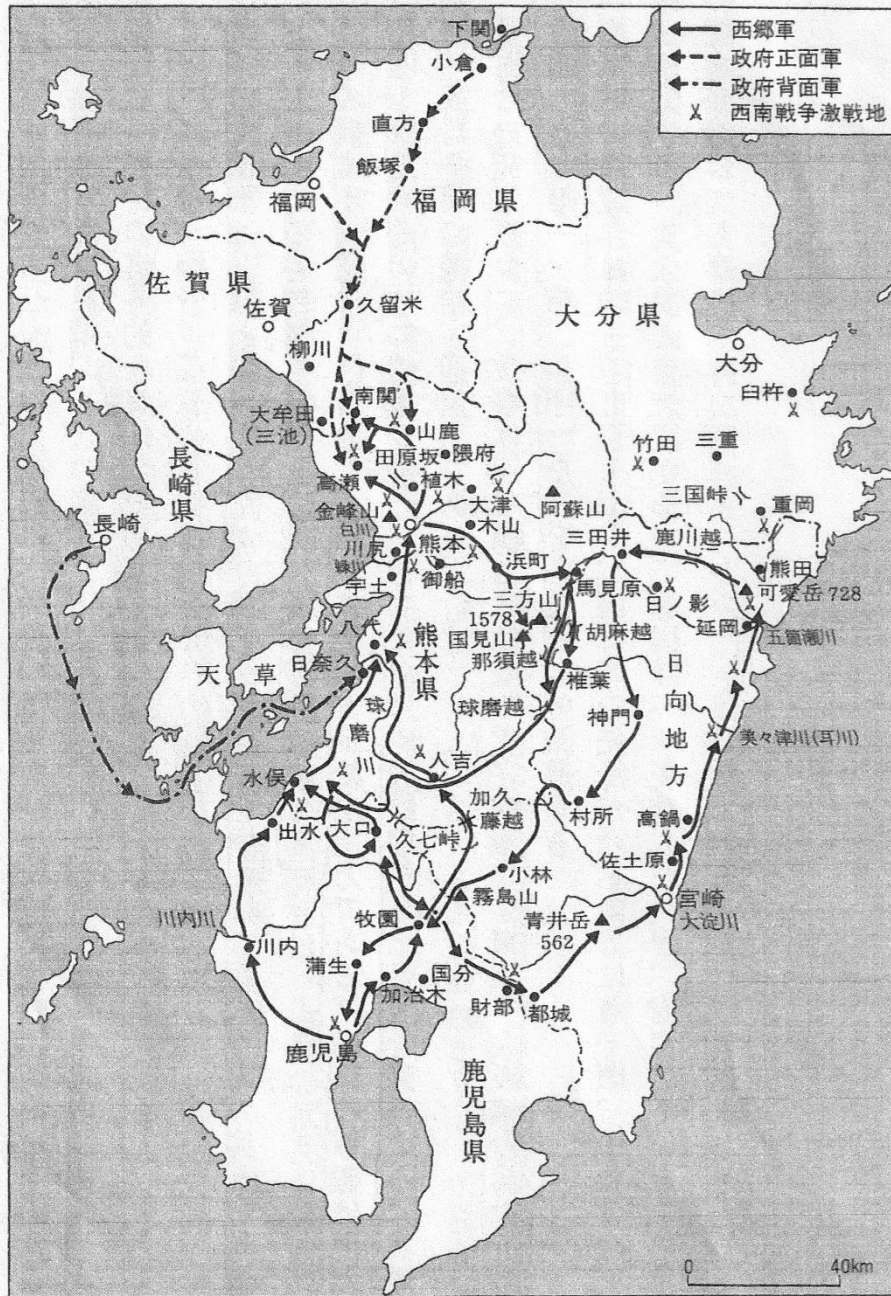 西郷軍
政府正面軍
政府背面軍
西南戦争激戦地
下関
小倉
直方
飯塚
福岡
福岡県
佐賀県
佐賀
久留米
大分県
大分
臼杵
柳川
南関
大牟田
(三池)
山鹿
隈府
竹田
三重
田原坂
高瀬
植木
大津
阿蘇山
三国峠
重岡
長崎県
長崎
金峰山
白川
木山
川尻
熊本
緑川
御船
浜町
三田井
鹿川越
熊田
宇土
馬見原
日ノ影
可愛岳728
三方山
1578
国見山
胡麻越
延岡
五箇瀬川
八代
熊本県
那須越
椎葉
日向地方
天草
日奈久
球磨川
球磨越
神門
美々津川(耳川)
人吉
水俣
加久藤越
村所
高鍋
出水
大口
久七峠
小林
佐土原
霧島山
宮崎
大淀川
川内川
牧園
青井岳
562
川内
蒲生
国分
加治木
財部
都城
鹿児島
鹿児島県
0
40km